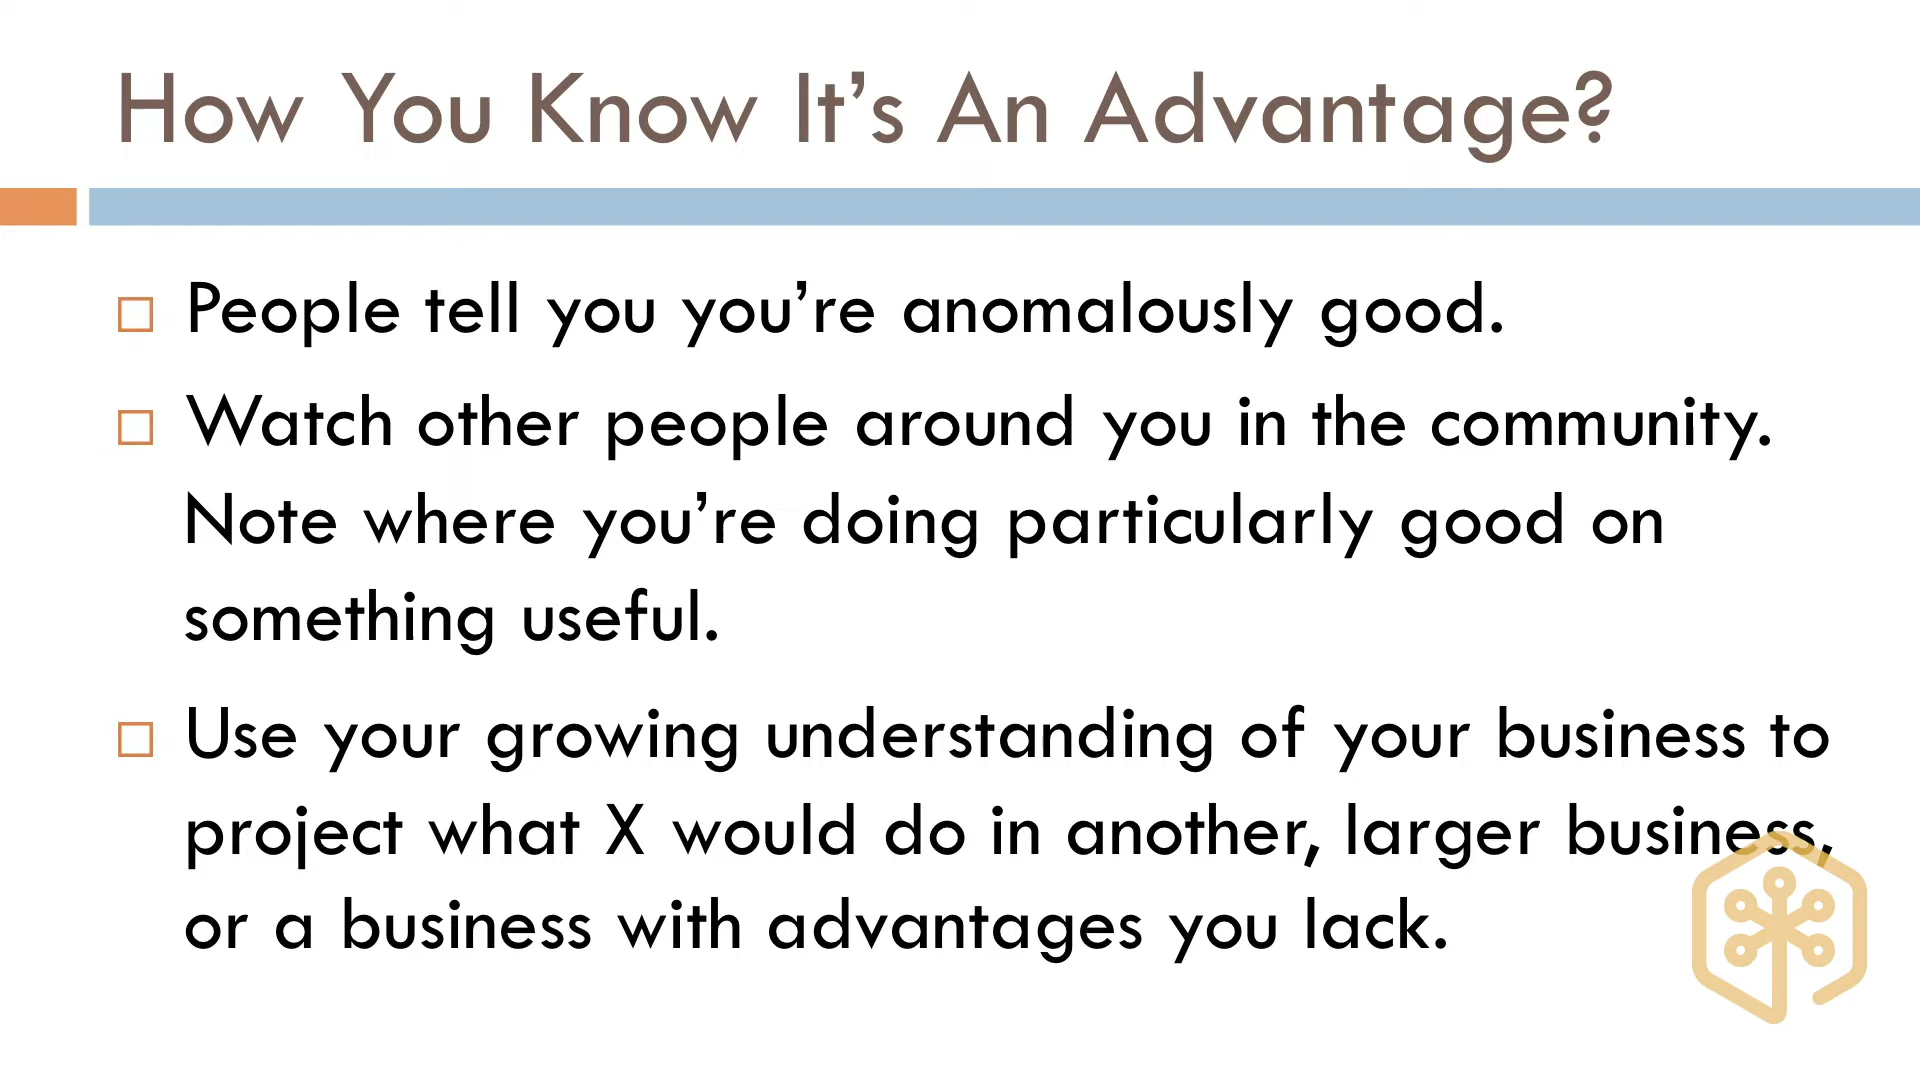 How You Know It’s An Advantage?
People tell you you’re anomalously good.
Watch other people around you in the community.
Note where you’re doing particularly good on
something useful.
Use your growing understanding of your business to
project what X would do in another, larger business,
or a business with advantages you lack.